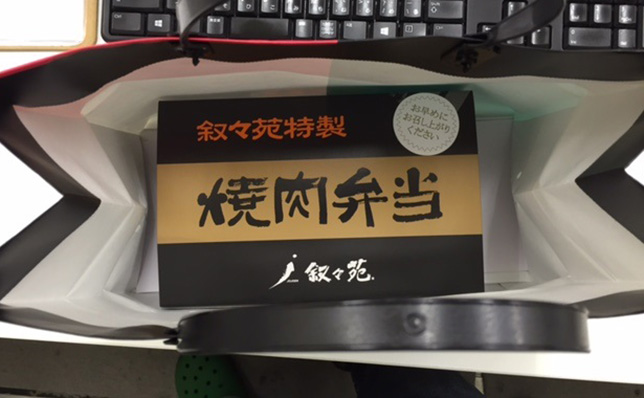 叙々苑特製
お早めに
お召し上がり
ください
焼肉弁当
叙々苑